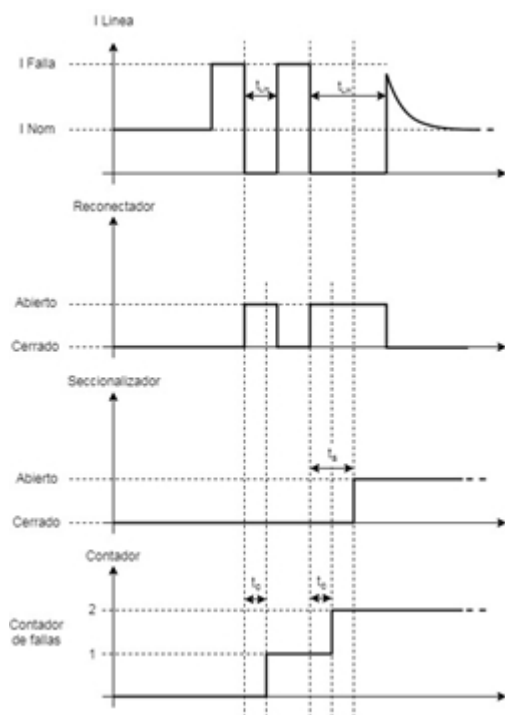 I Linea
I Falla
I Nom
Reconectador
Abierto
Cerrado
Seccionalizador
Abierto
Cerrado
Contador
Contador
de fallas
2
1